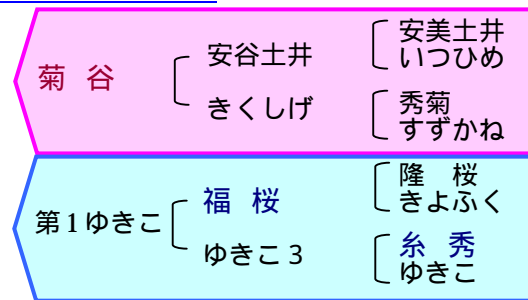 菊 谷
安谷土井
安美土井
いつひめ
きくしげ
秀菊
すずかね
第1ゆきこ
福 桜
隆 桜
きよふく
ゆきこ3
糸 秀
ゆきこ